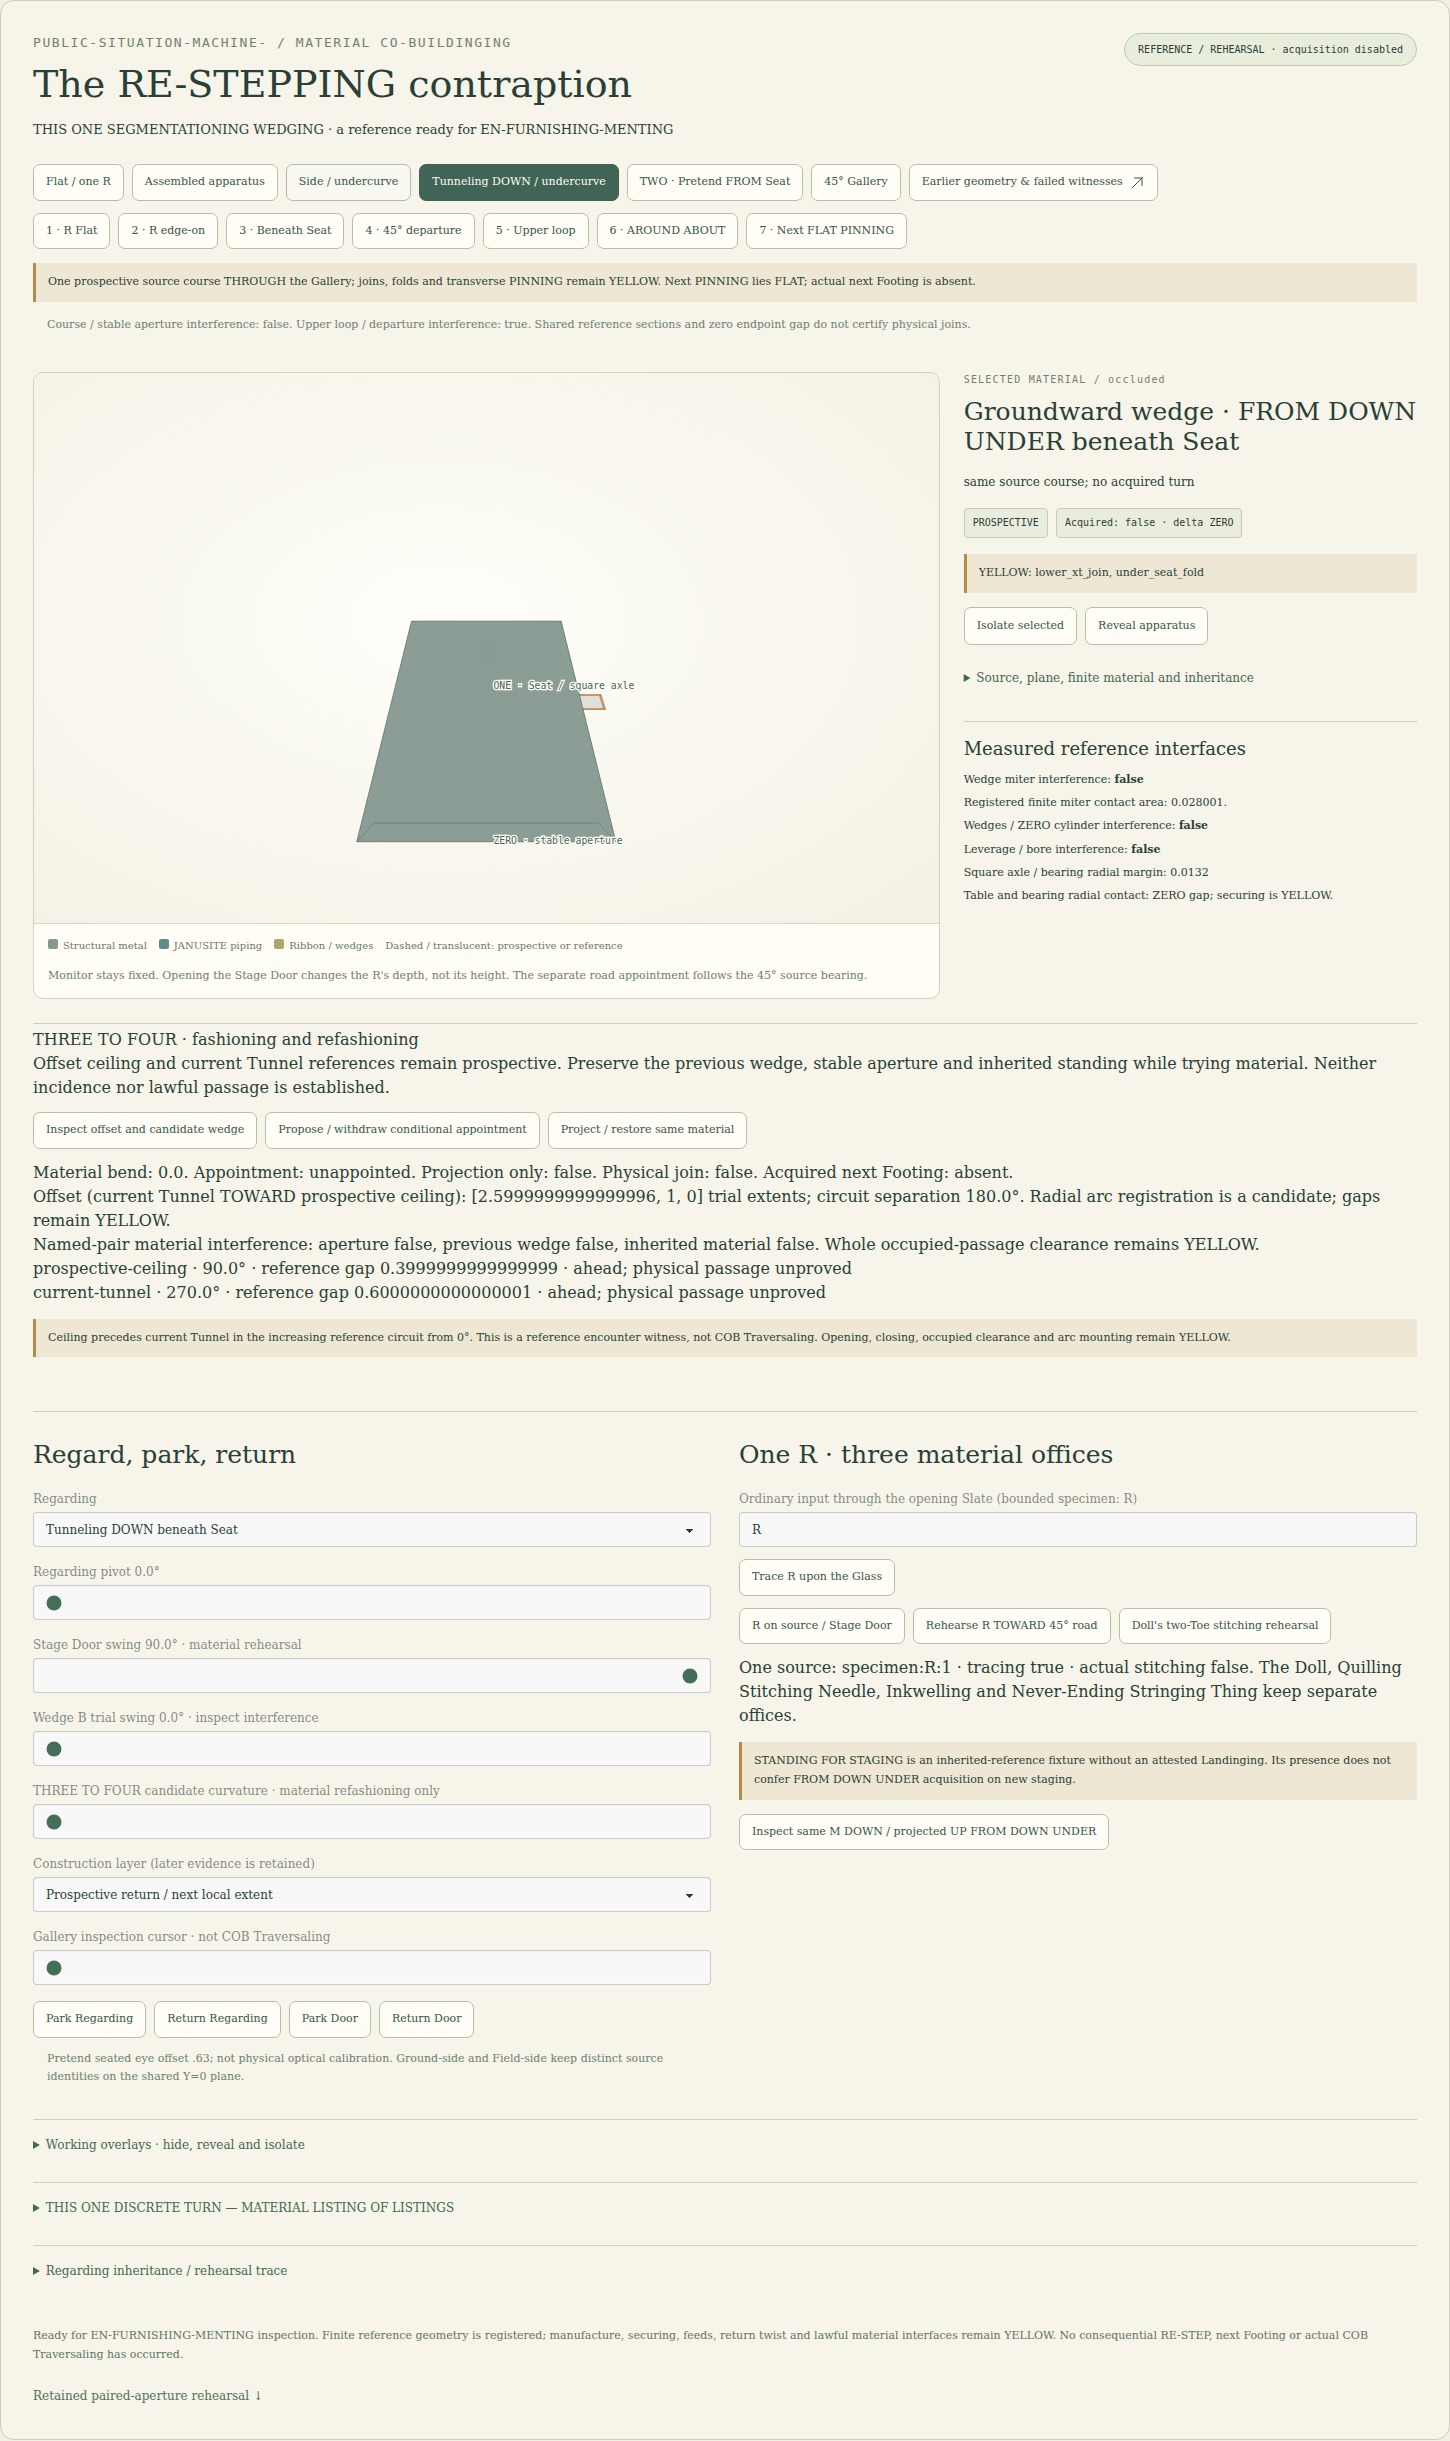 PUBLIC-SITUATION-MACHINE- / MATERIAL CO-BUILDINGING
REFERENCE / REHEARSAL · acquisition disabled
The RE-STEPPING contraption
THIS ONE SEGMENTATIONING WEDGING · a reference ready for EN-FURNISHING-MENTING
Flat / one R
Assembled apparatus
Side / undercurve
Tunneling DOWN / undercurve
TWO · Pretend FROM Seat
45° Gallery
Earlier geometry & failed witnesses
1 · R Flat
2 · R edge-on
3 · Beneath Seat
4 · 45° departure
5 · Upper loop
6 · AROUND ABOUT
7 · Next FLAT PINNING
One prospective source course THROUGH the Gallery; joins, folds and transverse PINNING remain YELLOW. Next PINNING lies FLAT; actual next Footing is absent.
Course / stable aperture interference: false. Upper loop / departure interference: true. Shared reference sections and zero endpoint gap do not certify physical joins.
ONE · Seat / square axle
ZERO · stable aperture
Structural metal
JANUSITE piping
Ribbon / wedges
Dashed / translucent: prospective or reference
Monitor stays fixed. Opening the Stage Door changes the R's depth, not its height. The separate road appointment follows the 45° source bearing.
SELECTED MATERIAL / occluded
Groundward wedge · FROM DOWN
UNDER beneath Seat
same source course; no acquired turn
PROSPECTIVE
Acquired: false · delta ZERO
YELLOW: lower_xt_join, under_seat_fold
Isolate selected
Reveal apparatus
Source, plane, finite material and inheritance
Measured reference interfaces
Wedge miter interference: false
Registered finite miter contact area: 0.028001.
Wedges / ZERO cylinder interference: false
Leverage / bore interference: false
Square axle / bearing radial margin: 0.0132
Table and bearing radial contact: ZERO gap; securing is YELLOW.
THREE TO FOUR · fashioning and refashioning
Offset ceiling and current Tunnel references remain prospective. Preserve the previous wedge, stable aperture and inherited standing while trying material. Neither
incidence nor lawful passage is established.
Inspect offset and candidate wedge
Propose / withdraw conditional appointment
Project / restore same material
Material bend: 0.0. Appointment: unappointed. Projection only: false. Physical join: false. Acquired next Footing: absent.
Offset (current Tunnel TOWARD prospective ceiling): [2.5999999999999996, 1, 0] trial extents; circuit separation 180.0°. Radial arc registration is a candidate; gaps
remain YELLOW.
Named-pair material interference: aperture false, previous wedge false, inherited material false. Whole occupied-passage clearance remains YELLOW.
prospective-ceiling · 90.0° · reference gap 0.3999999999999999 · ahead; physical passage unproved
current-tunnel · 270.0° · reference gap 0.6000000000000001 · ahead; physical passage unproved
Ceiling precedes current Tunnel in the increasing reference circuit from 0°. This is a reference encounter witness, not COB Traversaling. Opening, closing, occupied clearance and arc mounting remain YELLOW.
Regard, park, return
Regarding
Tunneling DOWN beneath Seat
Regarding pivot 0.0°
Stage Door swing 90.0° · material rehearsal
Wedge B trial swing 0.0° · inspect interference
THREE TO FOUR candidate curvature · material refashioning only
Construction layer (later evidence is retained)
Prospective return / next local extent
Gallery inspection cursor · not COB Traversaling
Park Regarding
Return Regarding
Park Door
Return Door
Pretend seated eye offset .63; not physical optical calibration. Ground-side and Field-side keep distinct source
identities on the shared Y=0 plane.
One R · three material offices
Ordinary input through the opening Slate (bounded specimen: R)
R
Trace R upon the Glass
R on source / Stage Door
Rehearse R TOWARD 45° road
Doll's two-Toe stitching rehearsal
One source: specimen:R:1 · tracing true · actual stitching false. The Doll, Quilling
Stitching Needle, Inkwelling and Never-Ending Stringing Thing keep separate
offices.
STANDING FOR STAGING is an inherited-reference fixture without an attested Landinging. Its presence does not
confer FROM DOWN UNDER acquisition on new staging.
Inspect same M DOWN / projected UP FROM DOWN UNDER
Working overlays · hide, reveal and isolate
THIS ONE DISCRETE TURN — MATERIAL LISTING OF LISTINGS
Regarding inheritance / rehearsal trace
Ready for EN-FURNISHING-MENTING inspection. Finite reference geometry is registered; manufacture, securing, feeds, return twist and lawful material interfaces remain YELLOW. No consequential RE-STEP, next Footing or actual COB
Traversaling has occurred.
Retained paired-aperture rehearsal ↓